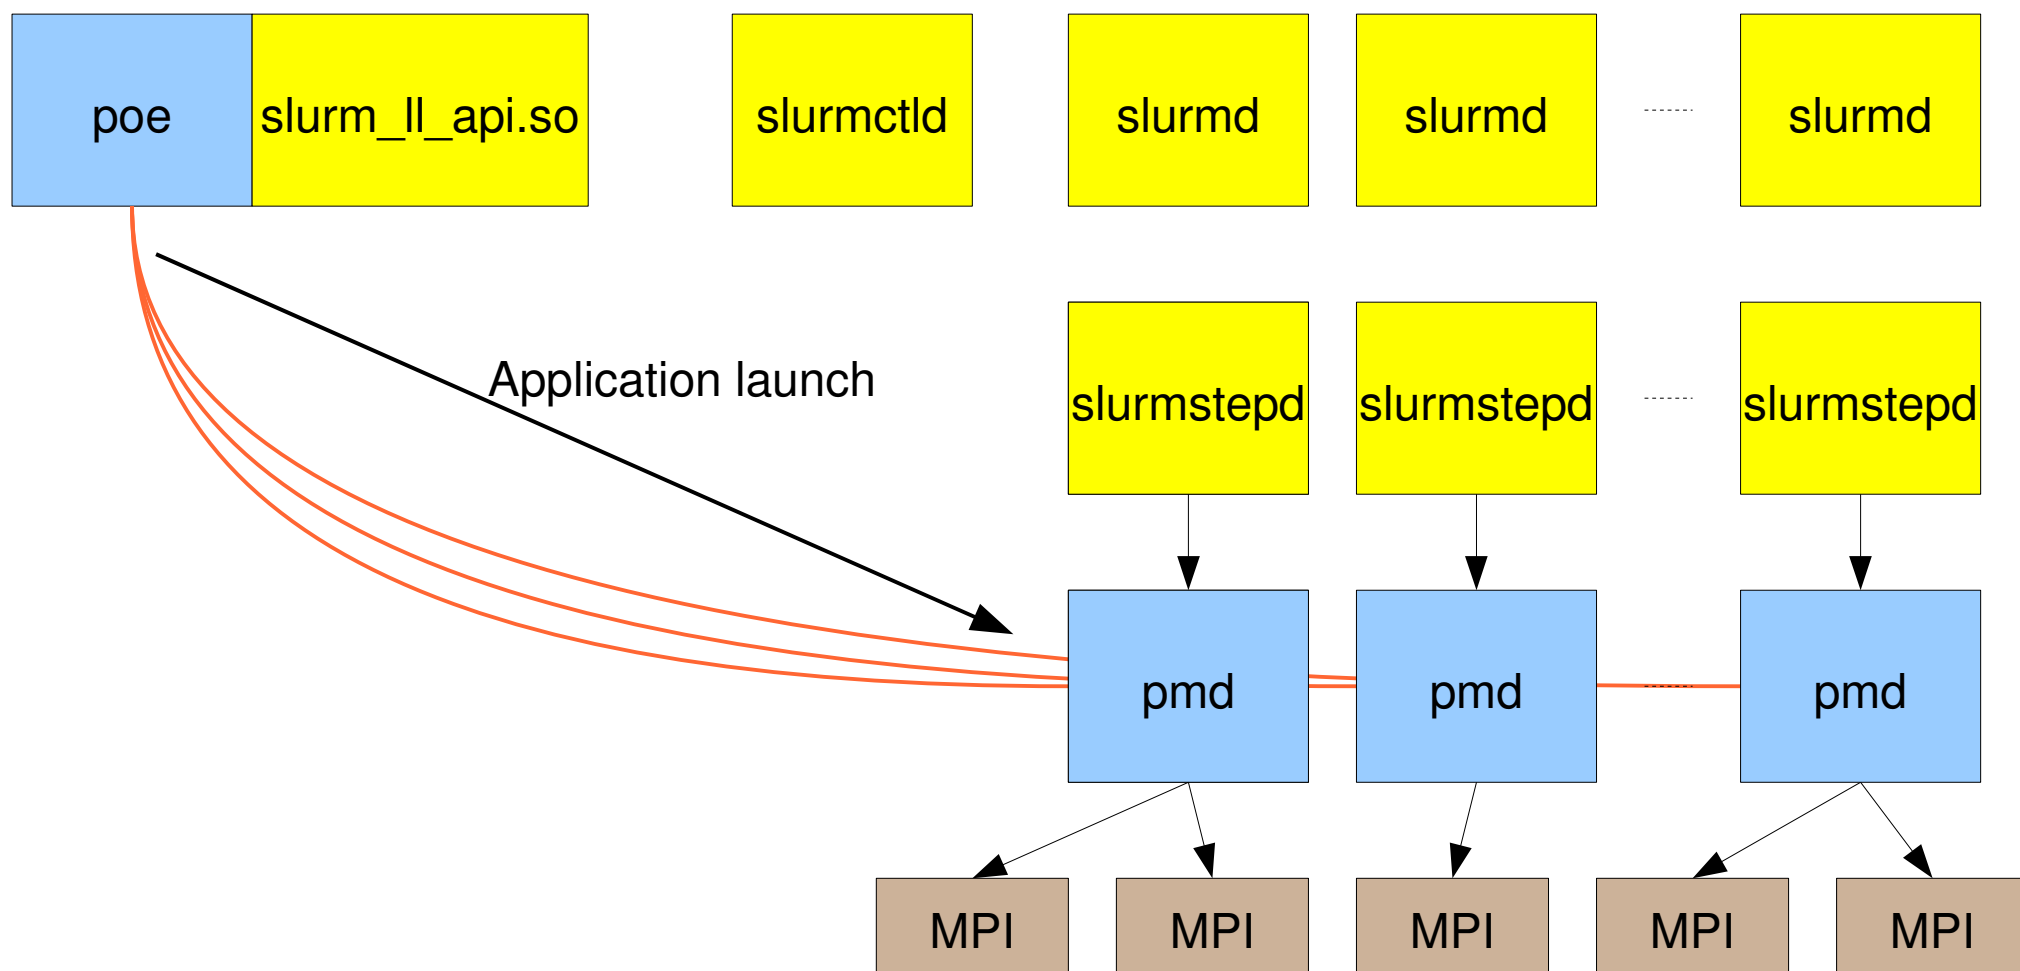 poe
slurm_ll_api.so
slurmctld
slurmd
slurmd
slurmd
Application launch
slurmstepd
slurmstepd
slurmstepd
pmd
pmd
pmd
MPI
MPI
MPI
MPI
MPI